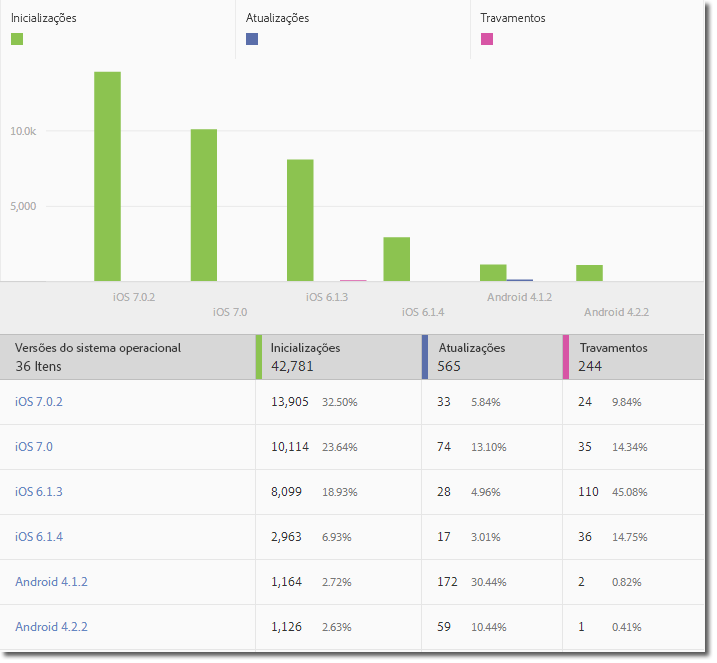 Inicializações Atualizações Travamentos
10.0k
5,000
iOS 7.0.2 iOS 6.1.3 Android 4.1.2
iOS 7.0 iOS 6.1.4 Android 4.2.2
Versões do sistema operacional Inicializações Atualizações Travamentos
36 Itens 42,781 565 244
iOS 7.0.2 13,905 32.50% 33 5.84% 24 9.84%
iOS 7.0 10,114 23.64% 74 13.10% 35 14.34%
iOS 6.1.3 8,099 18.93% 28 4.96% 110 45.08%
iOS 6.1.4 2,963 6.93% 17 3.01% 36 14.75%
Android 4.1.2 1,164 2.72% 172 30.44% 2 0.82%
Android 4.2.2 1,126 2.63% 59 10.44% 1 0.41%